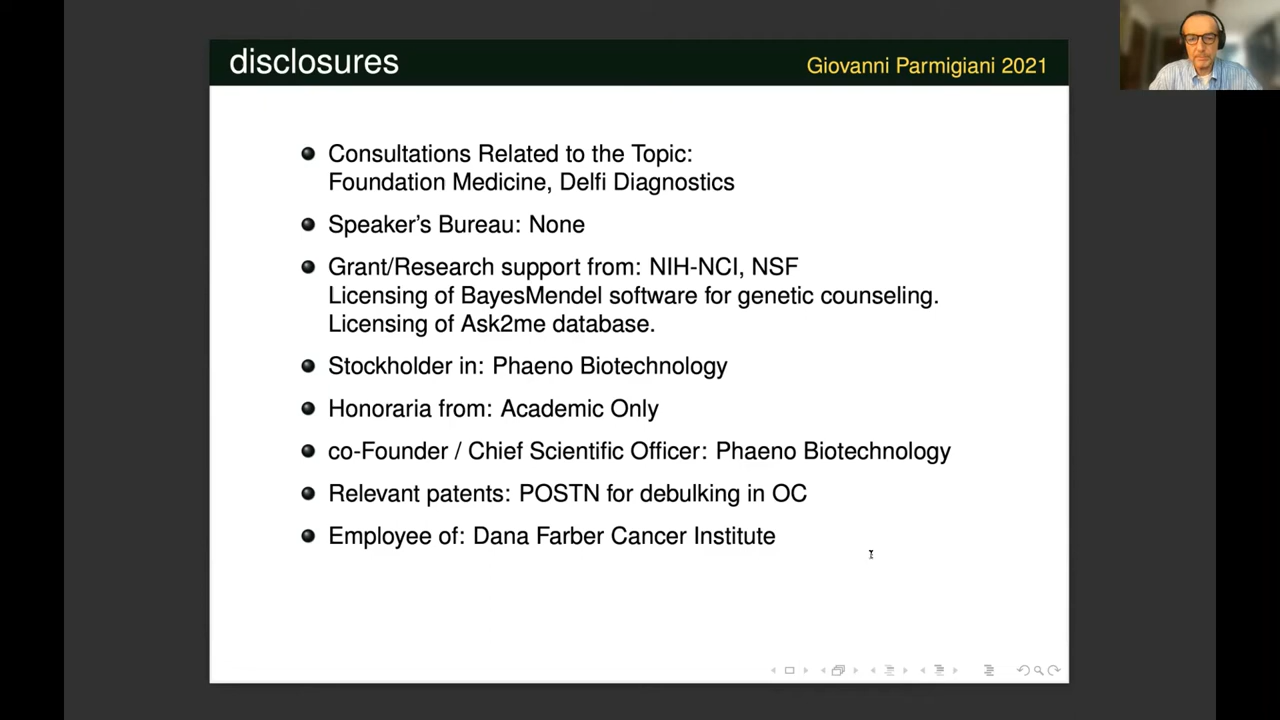 disclosures
Giovanni Parmigiani 2021
Consultations Related to the Topic:
Foundation Medicine, Delfi Diagnostics
Speaker's Bureau: None
Grant/Research support from: NIH-NCI, NSF
Licensing of BayesMendel software for genetic counseling.
Licensing of Ask2me database.
Stockholder in: Phaeno Biotechnology
Honoraria from: Academic Only
co-Founder / Chief Scientific Officer: Phaeno Biotechnology
Relevant patents: POSTN for debulking in OC
Employee of: Dana Farber Cancer Institute